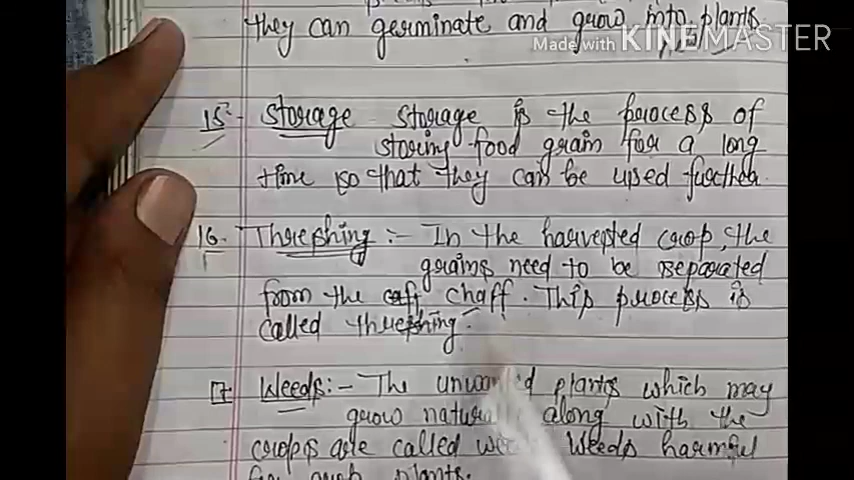 they can germinate and grow into plants
Made with KINEMASTER
15:- Storage Storage is the process of
storing food grain for a long
time so that they can be used further.
16. Threshing :- In the harvested crop, the
grains need to be separated
from the chaff. This process is
called threshing.
17. Weeds:- The unwanted plants which may
grow along with the
crops are called Weeds harmful
plants.